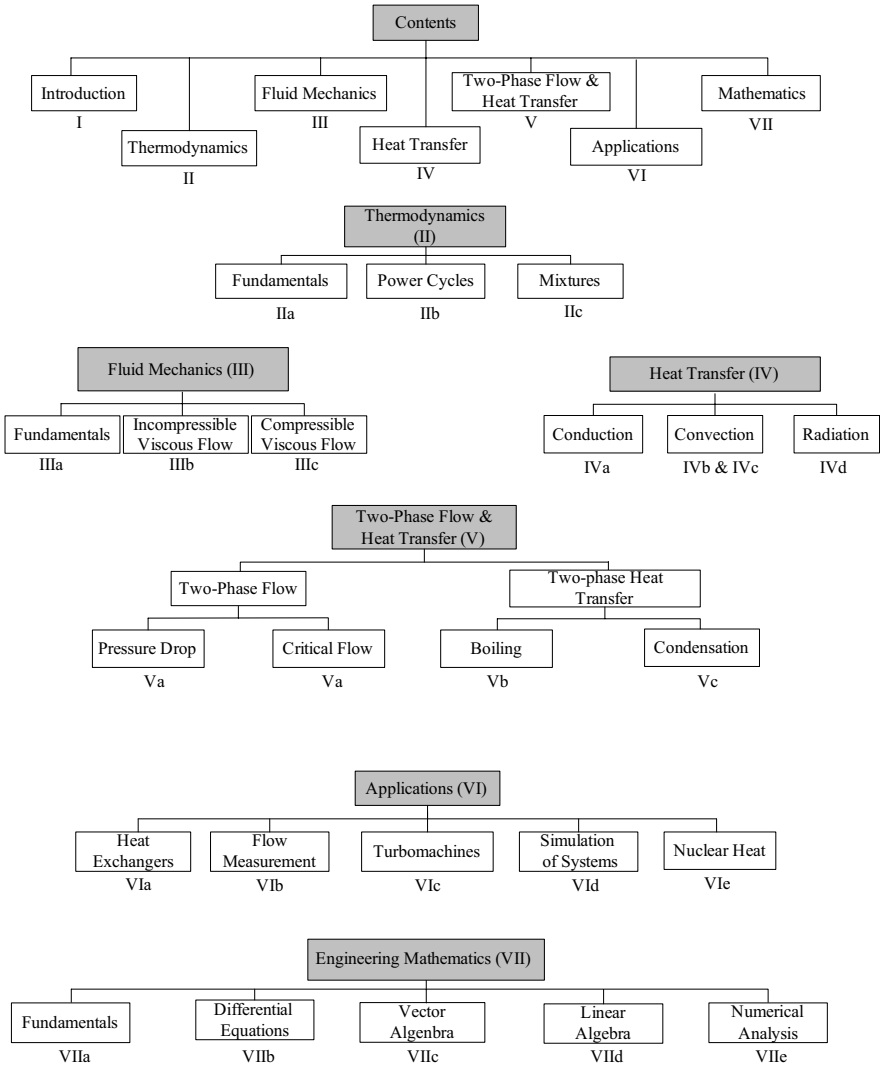 Contents
Introduction
I
Thermodynamics
II
Fluid Mechanics
III
Heat Transfer
IV
Two-Phase Flow &
Heat Transfer
V
Applications
VI
Mathematics
VII
Thermodynamics
(II)
Fundamentals
IIa
Power Cycles
IIb
Mixtures
IIc
Fluid Mechanics (III)
Fundamentals
IIIa
Incompressible
Viscous Flow
IIIb
Compressible
Viscous Flow
IIIc
Heat Transfer (IV)
Conduction
IVa
Convection
IVb & IVc
Radiation
IVd
Two-Phase Flow &
Heat Transfer (V)
Two-Phase Flow
Two-phase Heat
Transfer
Pressure Drop
Va
Critical Flow
Va
Boiling
Vb
Condensation
Vc
Applications (VI)
Heat
Exchangers
VIa
Flow
Measurement
VIb
Turbomachines
VIc
Simulation
of Systems
VId
Nuclear Heat
VIe
Engineering Mathematics (VII)
Fundamentals
VIIa
Differential
Equations
VIIb
Vector
Algenbra
VIIc
Linear
Algebra
VIId
Numerical
Analysis
VIIe